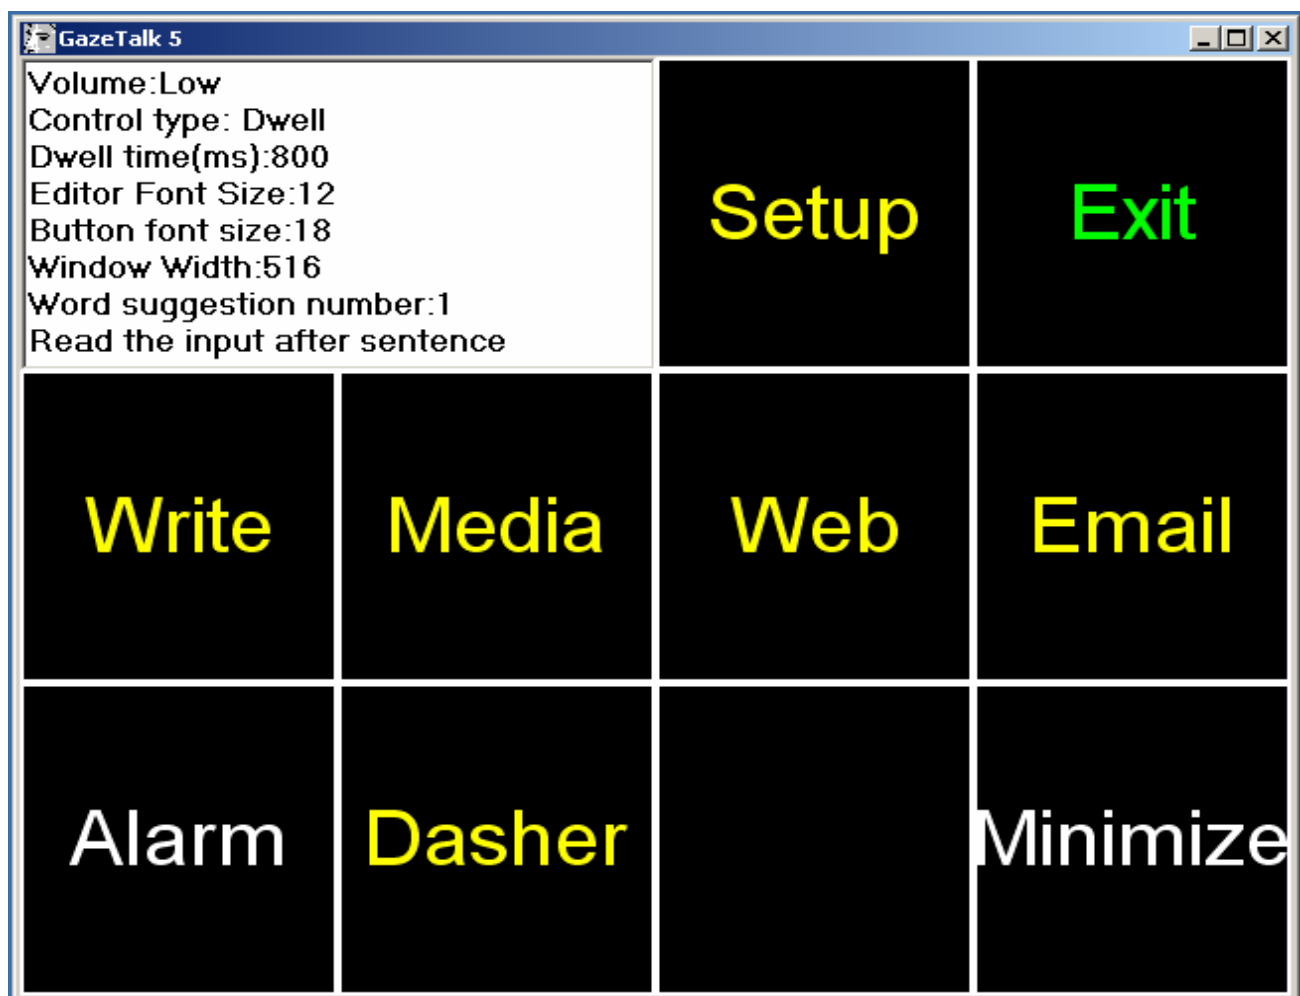 GazeTalk 5
Volume:Low
Control type: Dwell
Dwell time(ms):800
Editor Font Size:12
Button font size:18
Window Width:516
Word suggestion number:1
Read the input after sentence
Setup
Exit
Write
Media
Web
Email
Alarm
Dasher
Minimize